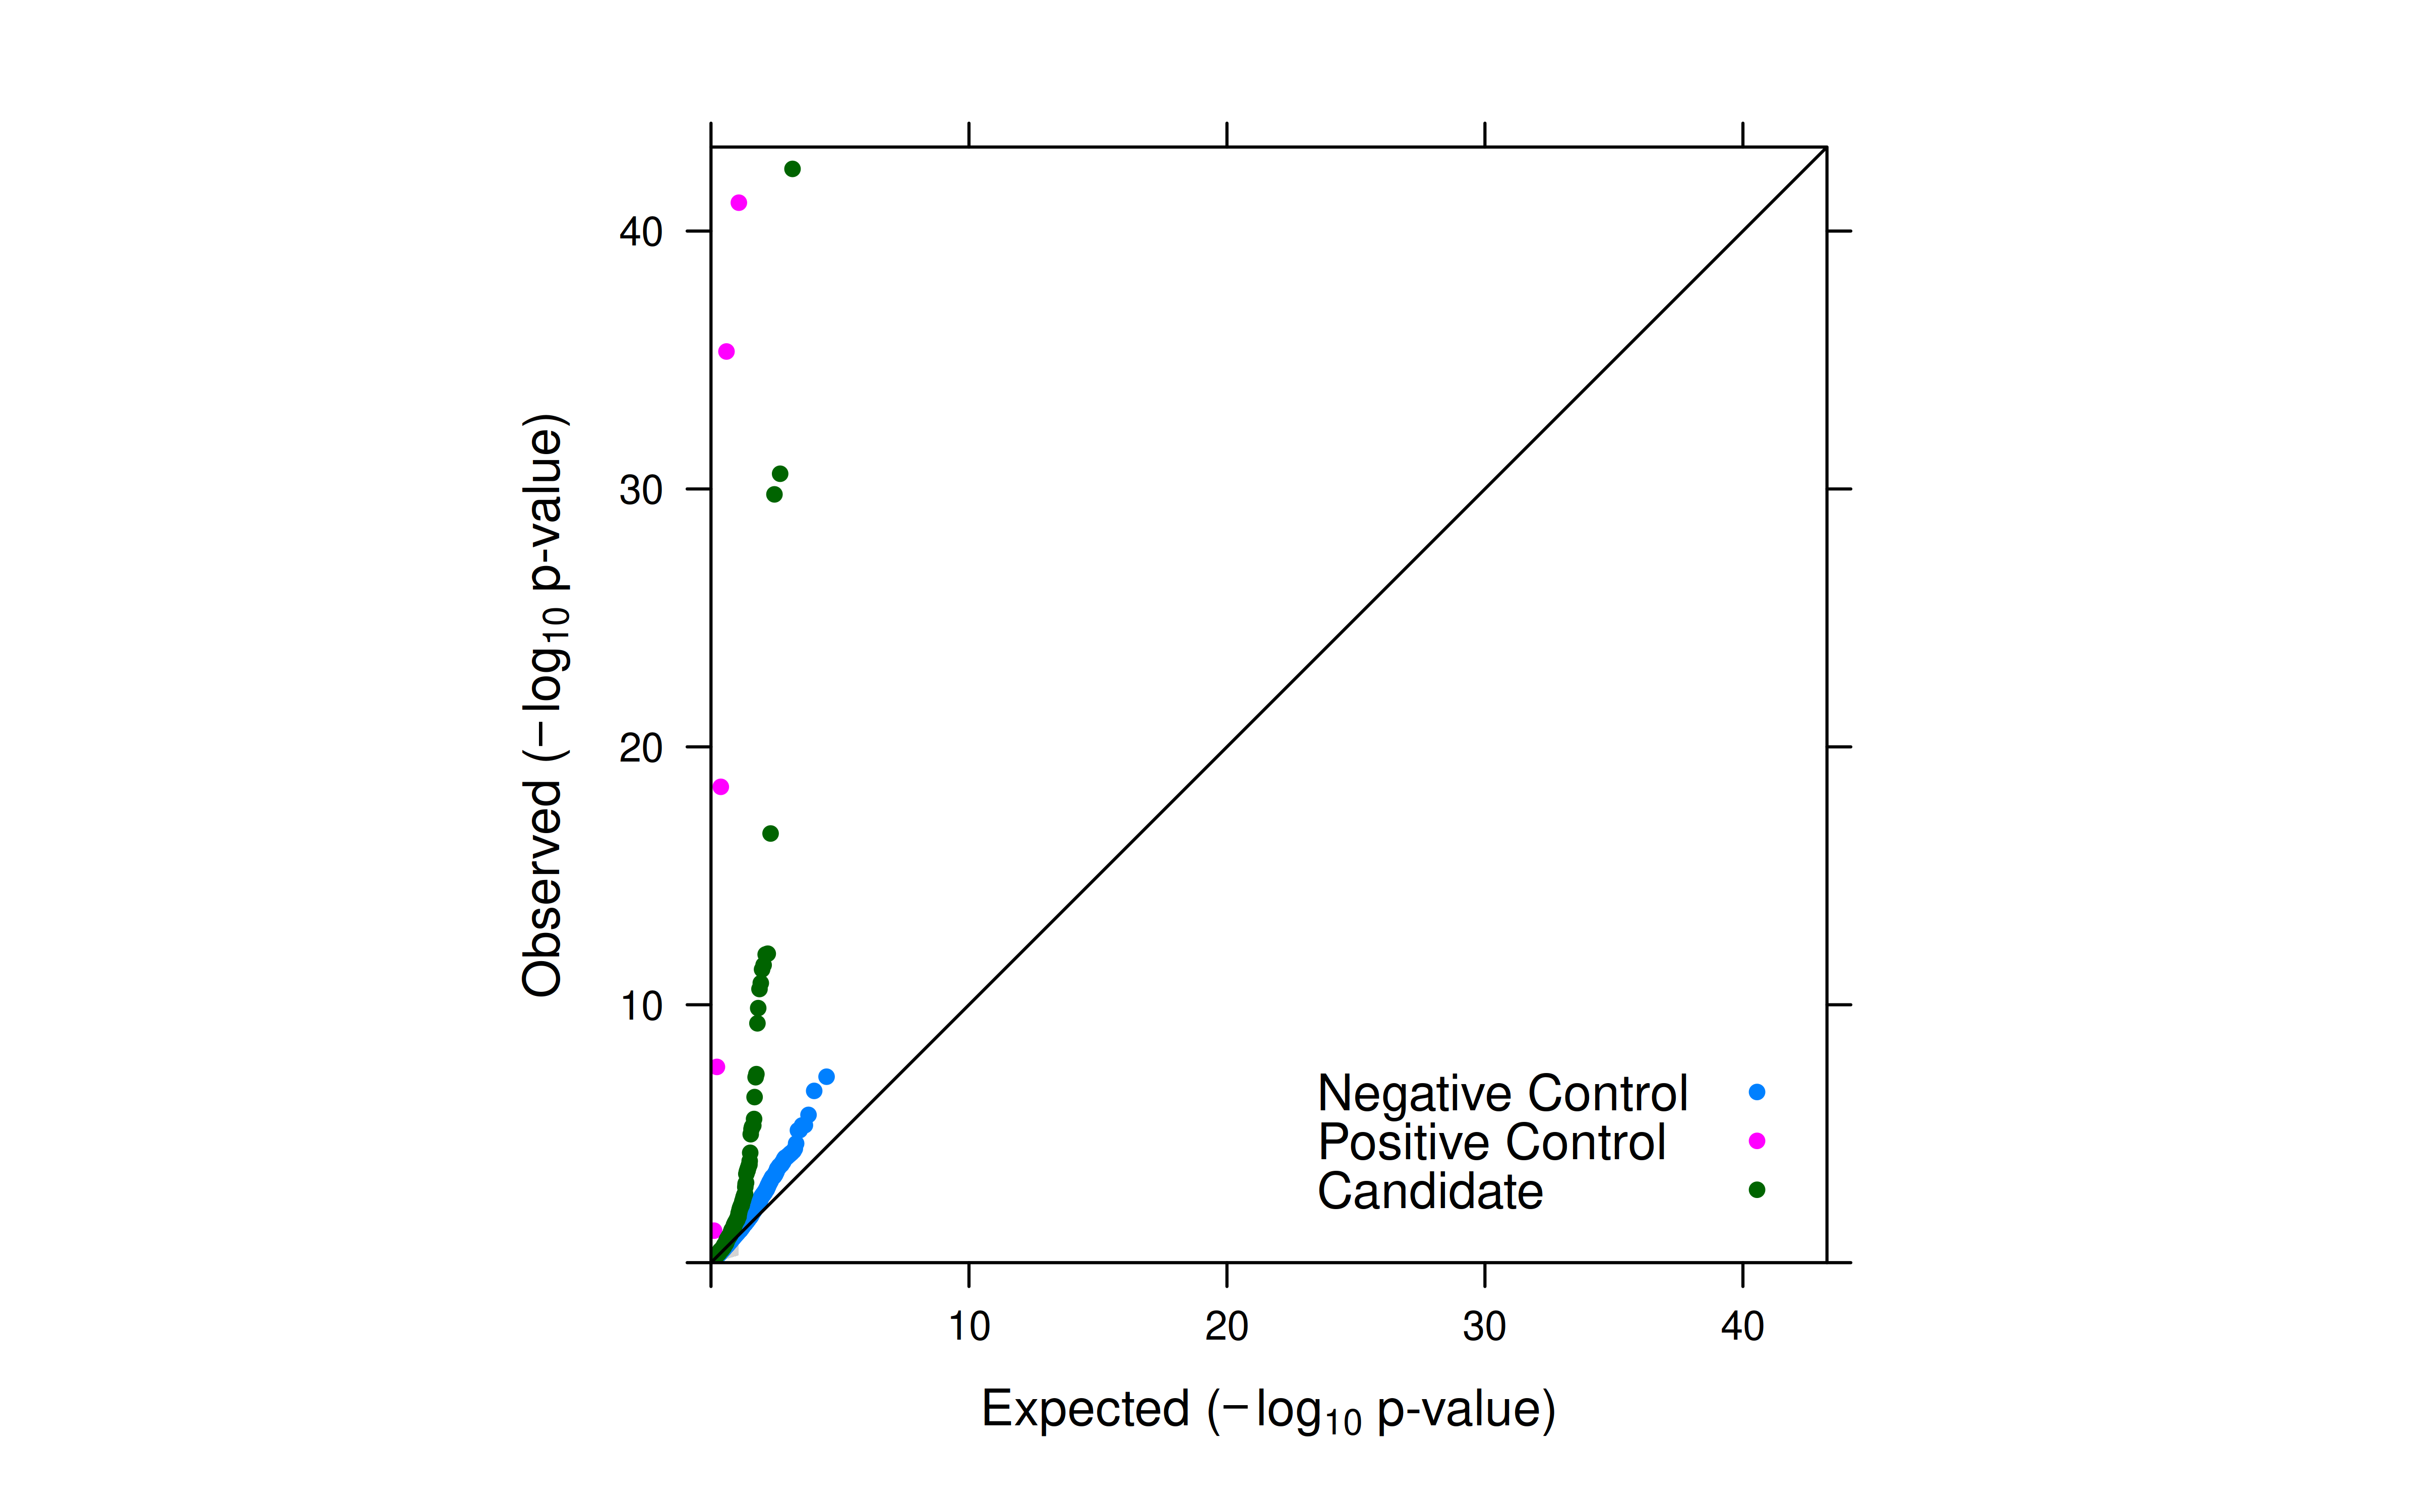 40
30
20
10
Observed (−log10 p-value)
Negative Control
Positive Control
Candidate
10 20 30 40
Expected (−log10 p-value)